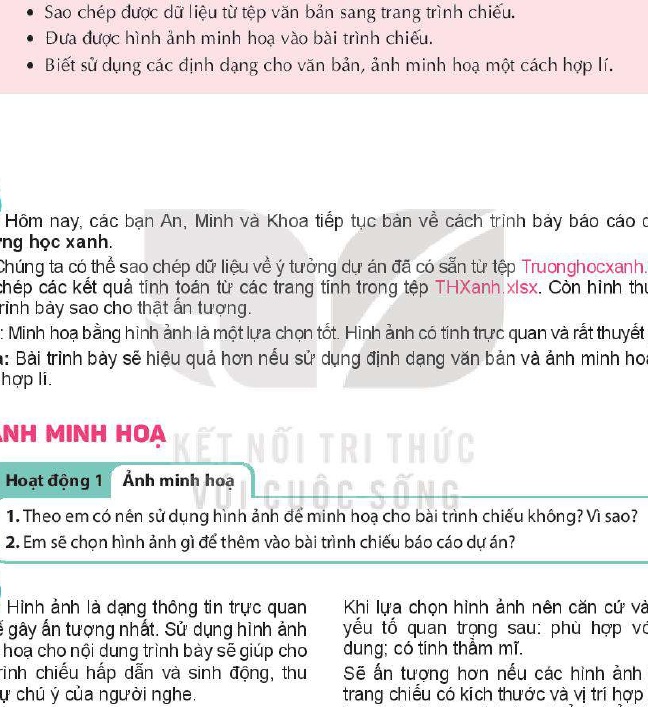 • Sao chép được dữ liệu từ tệp văn bản sang trang trình chiếu.
• Đưa được hình ảnh minh hoạ vào bài trình chiếu.
• Biết sử dụng các định dạng cho văn bản, ảnh minh hoạ một cách hợp lí.
Hôm nay, các bạn An, Minh và Khoa tiếp tục bàn về cách trình bày báo cáo
học xanh.
Chúng ta có thể sao chép dữ liệu về ý tưởng dự án đã có sẵn từ tệp Truonghocxanh.
chép các kết quả tính toán từ các trang tính trong tệp THXanh.xlsx. Còn hình
bày sao cho thật ấn tượng.
: Minh hoạ bằng hình ảnh là một lựa chọn tốt. Hình ảnh có tính trực quan và rất thuyết
: Bài trình bày sẽ hiệu quả hơn nếu sử dụng định dạng văn bản và ảnh minh
hợp lí.
MINH HOẠ
KẾT NỐI TRI THỨC
Hoạt động 1 Ảnh minh hoạ
VỚI CUỘC SỐNG
1. Theo em có nên sử dụng hình ảnh để minh hoạ cho bài trình chiếu không? Vì sao?
2. Em sẽ chọn hình ảnh gì để thêm vào bài trình chiếu báo cáo dự án?
Hình ảnh là dạng thông tin trực quan
gây ấn tượng nhất. Sử dụng hình ảnh
hoạ cho nội dung trình bày sẽ giúp cho
chiếu hấp dẫn và sinh động, thu
chú ý của người nghe.
Khi lựa chọn hình ảnh nên căn cứ
yếu tố quan trọng sau: phù hợp
dung; có tính thẩm mĩ.
Sẽ ấn tượng hơn nếu các hình ảnh
trang chiếu có kích thước và vị trí hợp